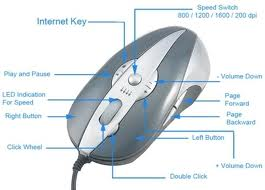 Internet Key
Speed Switch
800 / 1200 / 1600 / 200 dpi
Play and Pause
- Volume Down
LED Indication
For Speed
Page
Forward
Right Button
Page
Backward
Click Wheel
Left Button
+ Volume Down
Double Click